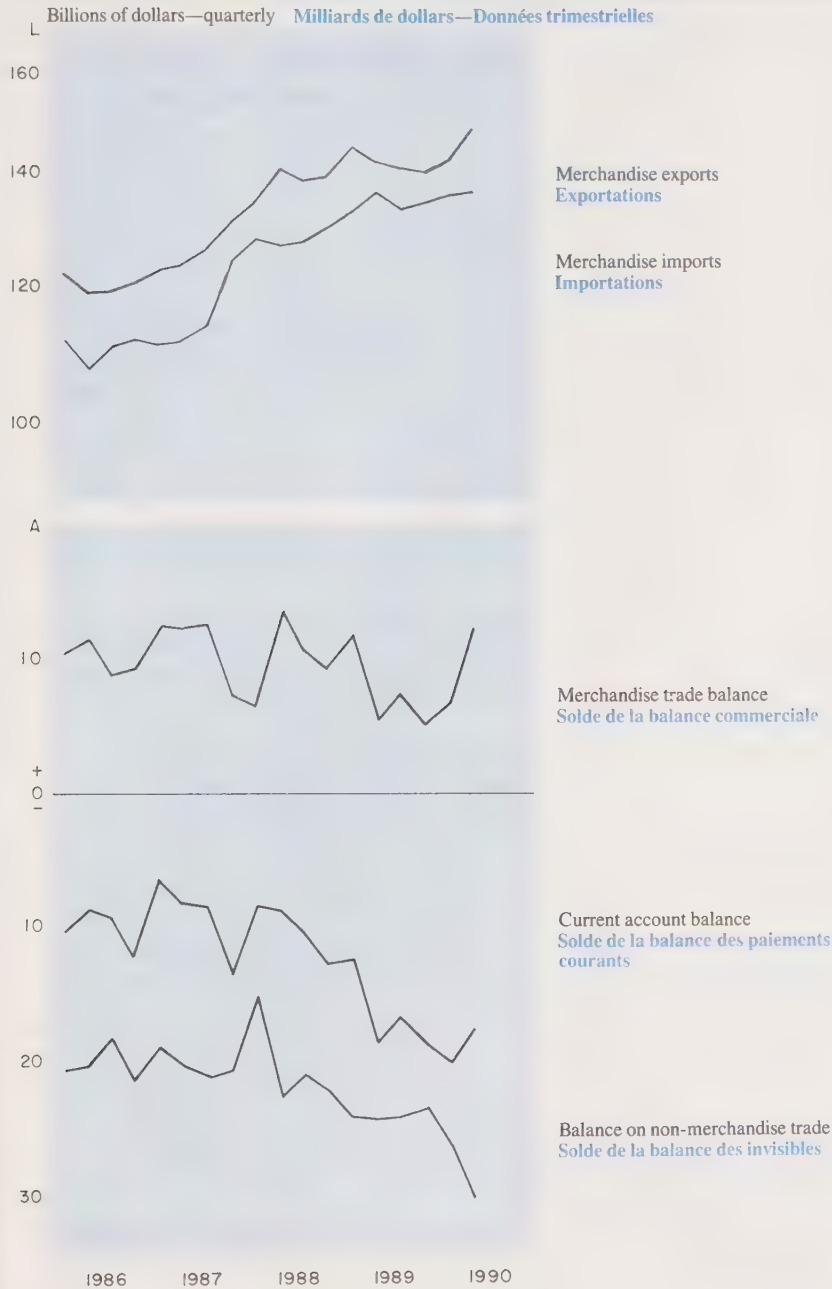 Billions of dollars—quarterly Milliards de dollars—Données trimestrielles
L
160
140
Merchandise exports
Exportations
Merchandise imports
Importations
120
100
A
10
Merchandise trade balance
Solde de la balance commerciale
+
0
–
10
Current account balance
Solde de la balance des paiements
courants
20
Balance on non-merchandise trade
Solde de la balance des invisibles
30
1986 1987 1988 1989 1990